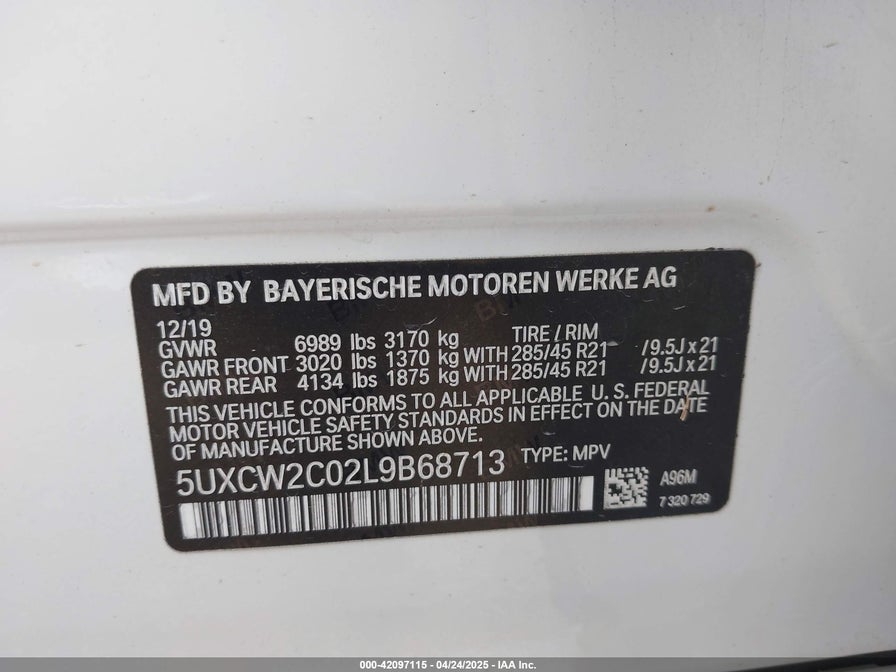 MFD BY BAYERISCHE MOTOREN WERKE AG
12/19 TIRE / RIM
GVWR 6989 lbs 3170 kg
GAWR FRONT 3020 lbs 1370 kg WITH 285/45 R21 /9.5J x 21
GAWR REAR 4134 lbs 1875 kg WITH 285/45 R21 /9.5J x 21
THIS VEHICLE CONFORMS TO ALL APPLICABLE U. S. FEDERAL
MOTOR VEHICLE SAFETY STANDARDS IN EFFECT ON THE DATE
OF MANUFACTURE SHOWN ABOVE.
5UXCW2C02L9B68713 TYPE: MPV
A96M
7 320 729
000-42097115 - 04/24/2025 - IAA Inc.